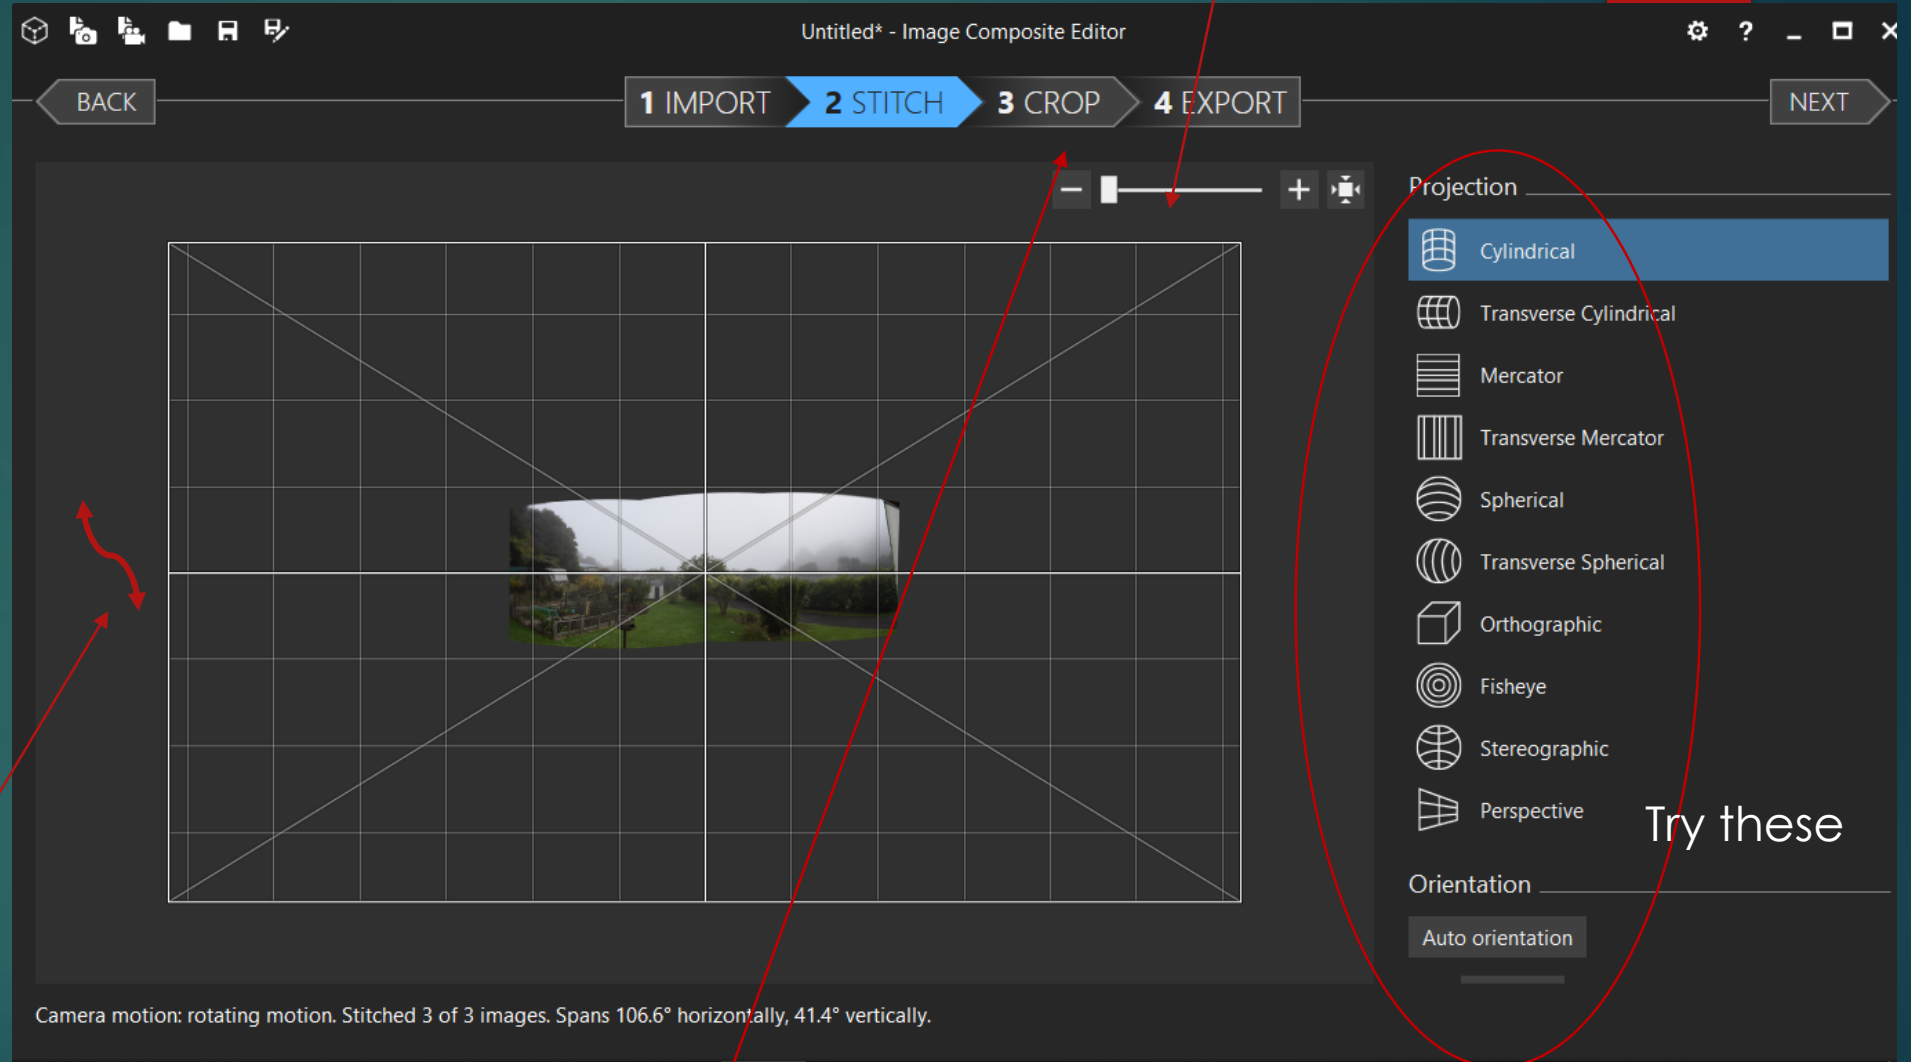 Untitled* - Image Composite Editor
?
BACK
1 IMPORT
2 STITCH
3 CROP
4 EXPORT
NEXT
Projection
Cylindrical
Transverse Cylindrical
Mercator
Transverse Mercator
Spherical
Transverse Spherical
Orthographic
Fisheye
Stereographic
Perspective
Try these
Orientation
Auto orientation
Camera motion: rotating motion. Stitched 3 of 3 images. Spans 106.6° horizontally, 41.4° vertically.